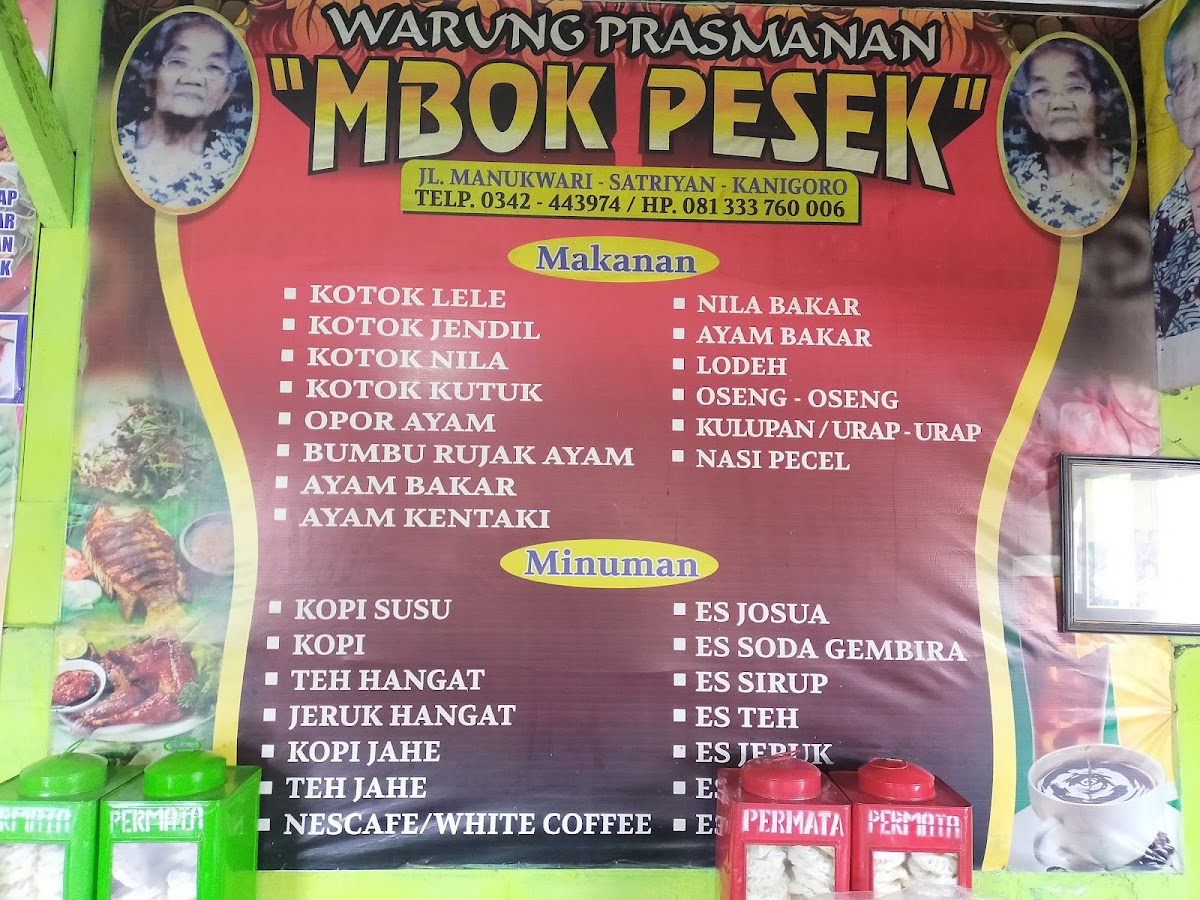 WARUNG PRASMANAN
"MBOK PESEK"
JL. MANUKWARI - SATRIYAN - KANIGORO
TELP. 0342 - 443974 / HP. 081 333 760 006
Makanan
KOTOK LELE
KOTOK JENDIL
KOTOK NILA
KOTOK KUTUK
OPOR AYAM
BUMBU RUJAK AYAM
AYAM BAKAR
AYAM KENTAKI
NILA BAKAR
AYAM BAKAR
LODEH
OSENG - OSENG
KULUPAN / URAP - URAP
NASI PECEL
Minuman
KOPI SUSU
KOPI
TEH HANGAT
JERUK HANGAT
KOPI JAHE
TEH JAHE
NESCAFE/WHITE COFFEE
ES JOSUA
ES SODA GEMBIRA
ES SIRUP
ES TEH
ES JERUK
PERMATA
PERMATA
PERMATA